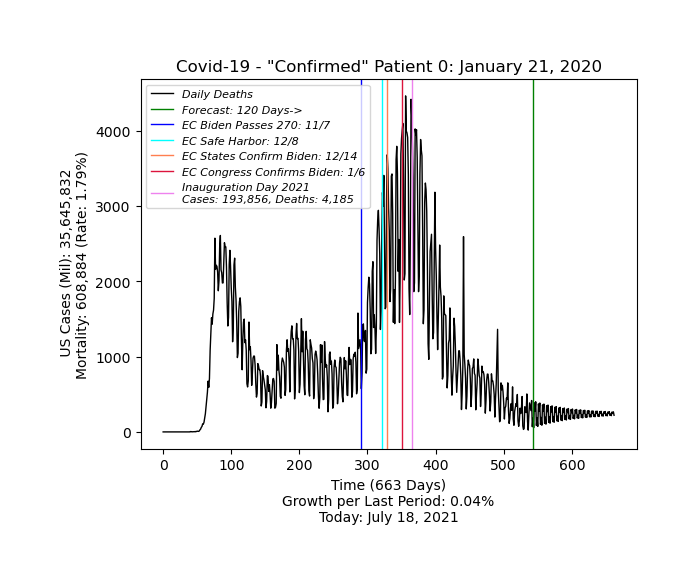 Covid-19 - "Confirmed" Patient 0: January 21, 2020
Daily Deaths
Forecast: 120 Days->
EC Biden Passes 270: 11/7
EC Safe Harbor: 12/8
EC States Confirm Biden: 12/14
EC Congress Confirms Biden: 1/6
Inauguration Day 2021
Cases: 193,856, Deaths: 4,185
US Cases (Mil): 35,645,832
Mortality: 608,884 (Rate: 1.79%)
4000
3000
2000
1000
0
0 100 200 300 400 500 600
Time (663 Days)
Growth per Last Period: 0.04%
Today: July 18, 2021